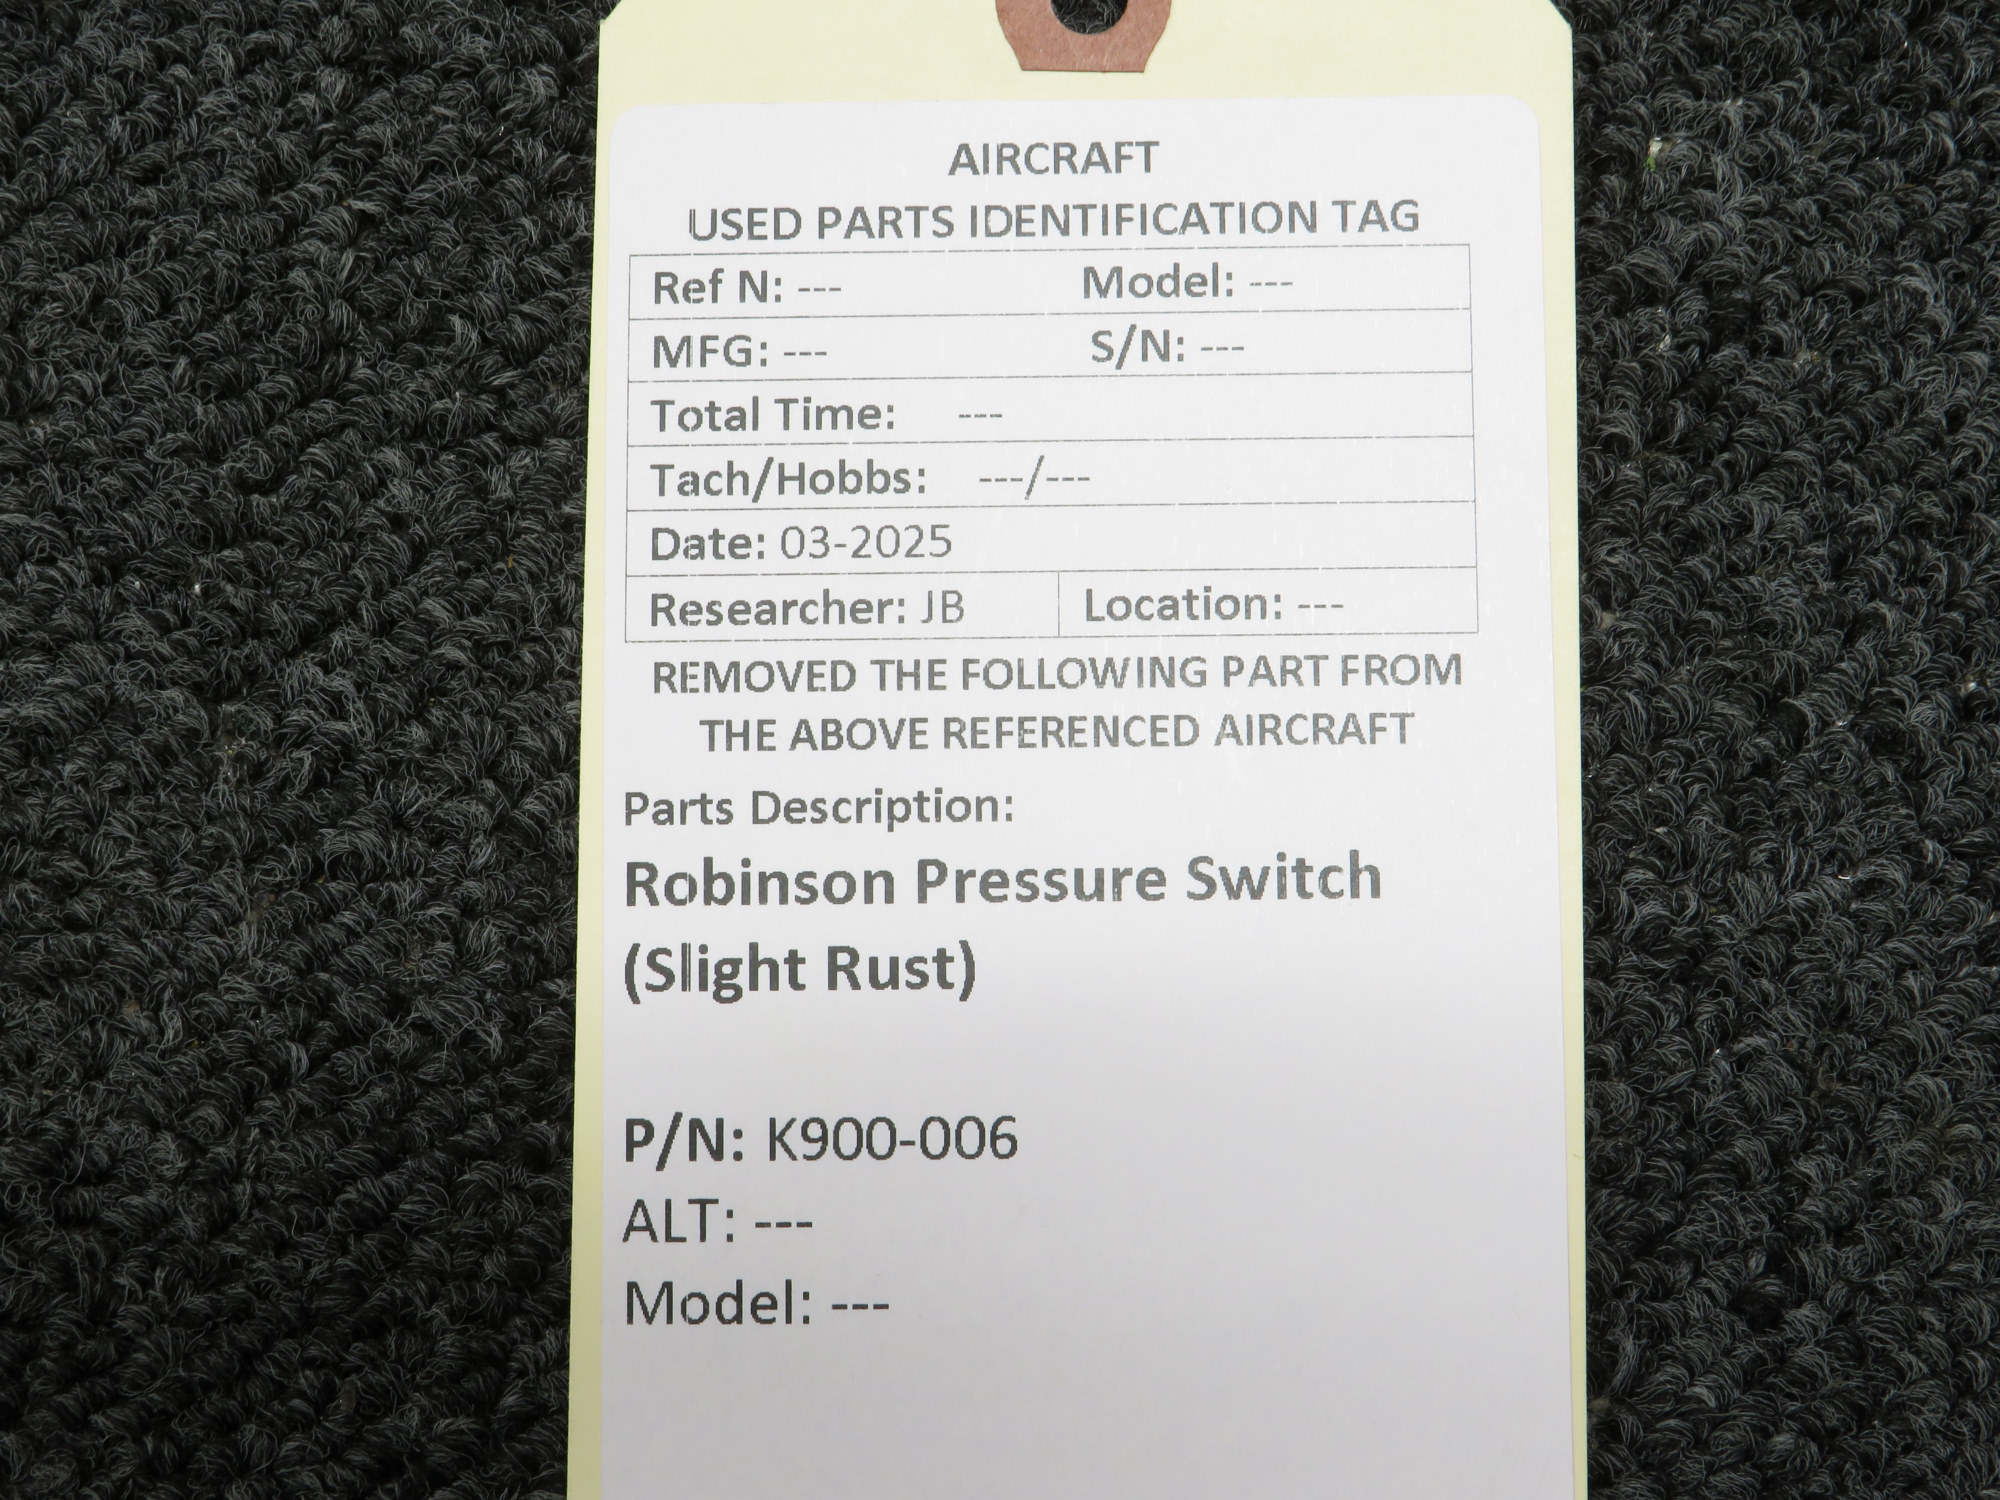 AIRCRAFT
USED PARTS IDENTIFICATION TAG
Ref N: --- Model: ---
MFG: --- S/N: ---
Total Time: ---
Tach/Hobbs: ---/---
Date: 03-2025
Researcher: JB Location: ---
REMOVED THE FOLLOWING PART FROM
THE ABOVE REFERENCED AIRCRAFT
Parts Description:
Robinson Pressure Switch
(Slight Rust)
P/N: K900-006
ALT: ---
Model: ---